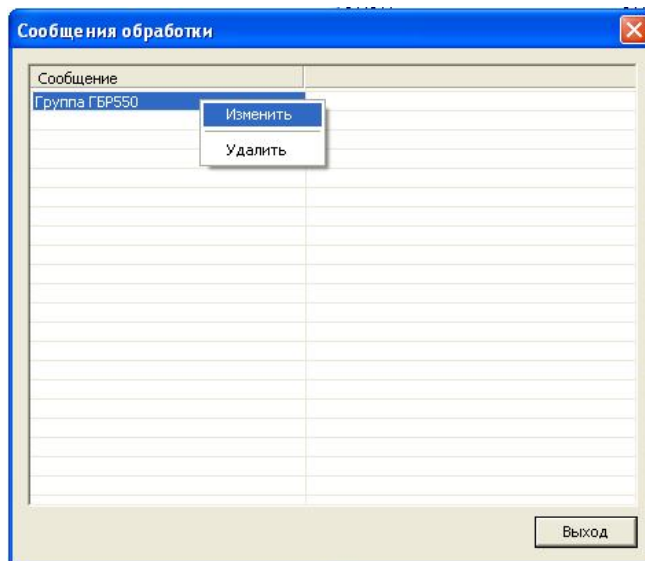 Сообщения обработки
Сообщение
Группа ГБР550
Изменить
Удалить
Выход